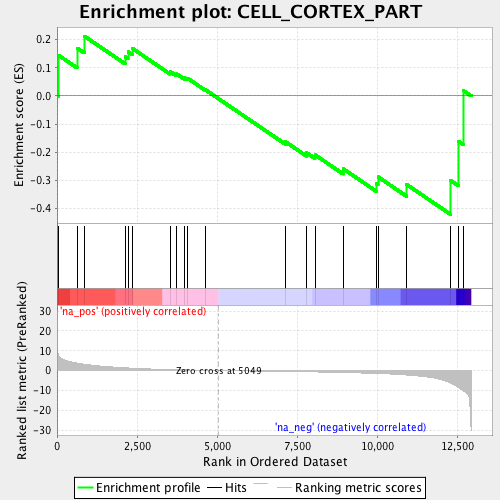 Enrichment plot: CELL_CORTEX_PART
Enrichment score (ES)
0.2
0.1
0.0
-0.1
-0.2
-0.3
-0.4
'na_pos' (positively correlated)
Ranked list metric (PreRanked)
30
20
10
0
-10
-20
-30
Zero cross at 5049
'na_neg' (negatively correlated)
0
2,500
5,000
7,500
10,000
12,500
Rank in Ordered Dataset
Enrichment profile
Hits
Ranking metric scores